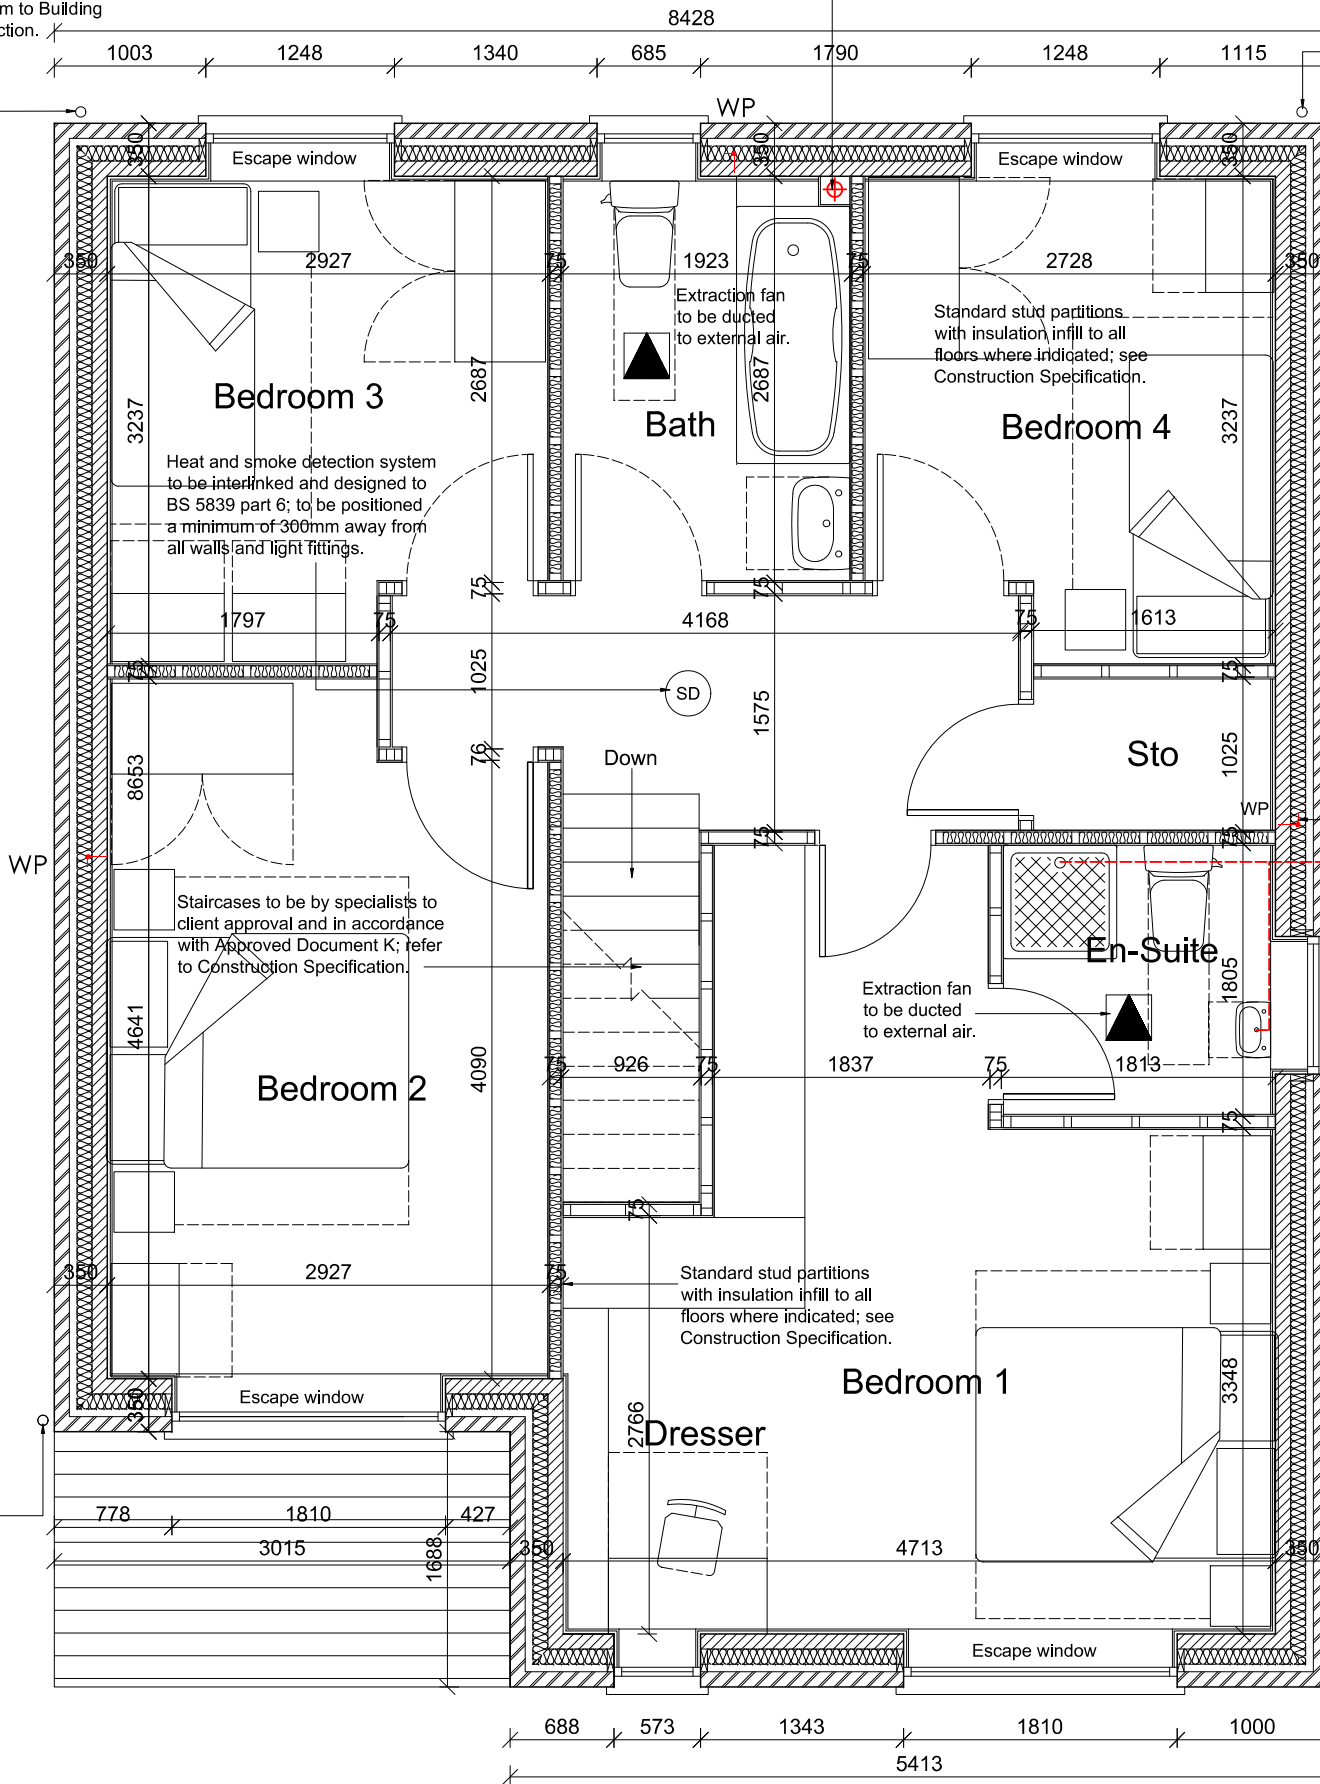 m to Building
ction.
8428
1003 1248 1340 685 1790 1248 1115
WP
350 350 350
Escape window Escape window
350 2927 75 1923 75 2728 350
Extraction fan
to be ducted
to external air.
Standard stud partitions
with insulation infill to all
floors where indicated; see
Construction Specification.
2687 2687
Bedroom 3
Bath
Bedroom 4
3237 3237
Heat and smoke detection system
to be interlinked and designed to
BS 5839 part 6; to be positioned
a minimum of 300mm away from
all walls and light fittings.
75 75
1797 75 4168 75 1613
75 1025 75
SD
1575
76
Down
Sto
1025
8653
WP
75 75
WP
Staircases to be by specialists to
client approval and in accordance
with Approved Document K; refer
to Construction Specification.
En-Suite
1805
Extraction fan
to be ducted
to external air.
4641
75 926 75 1837 75 1813
4090
Bedroom 2
75
75
350 2927 75
Standard stud partitions
with insulation infill to all
floors where indicated; see
Construction Specification.
Bedroom 1
3348
350
Escape window
2766
Dresser
778 1810 427
3015 350 4713 350
1688
Escape window
688 573 1343 1810 1000
5413